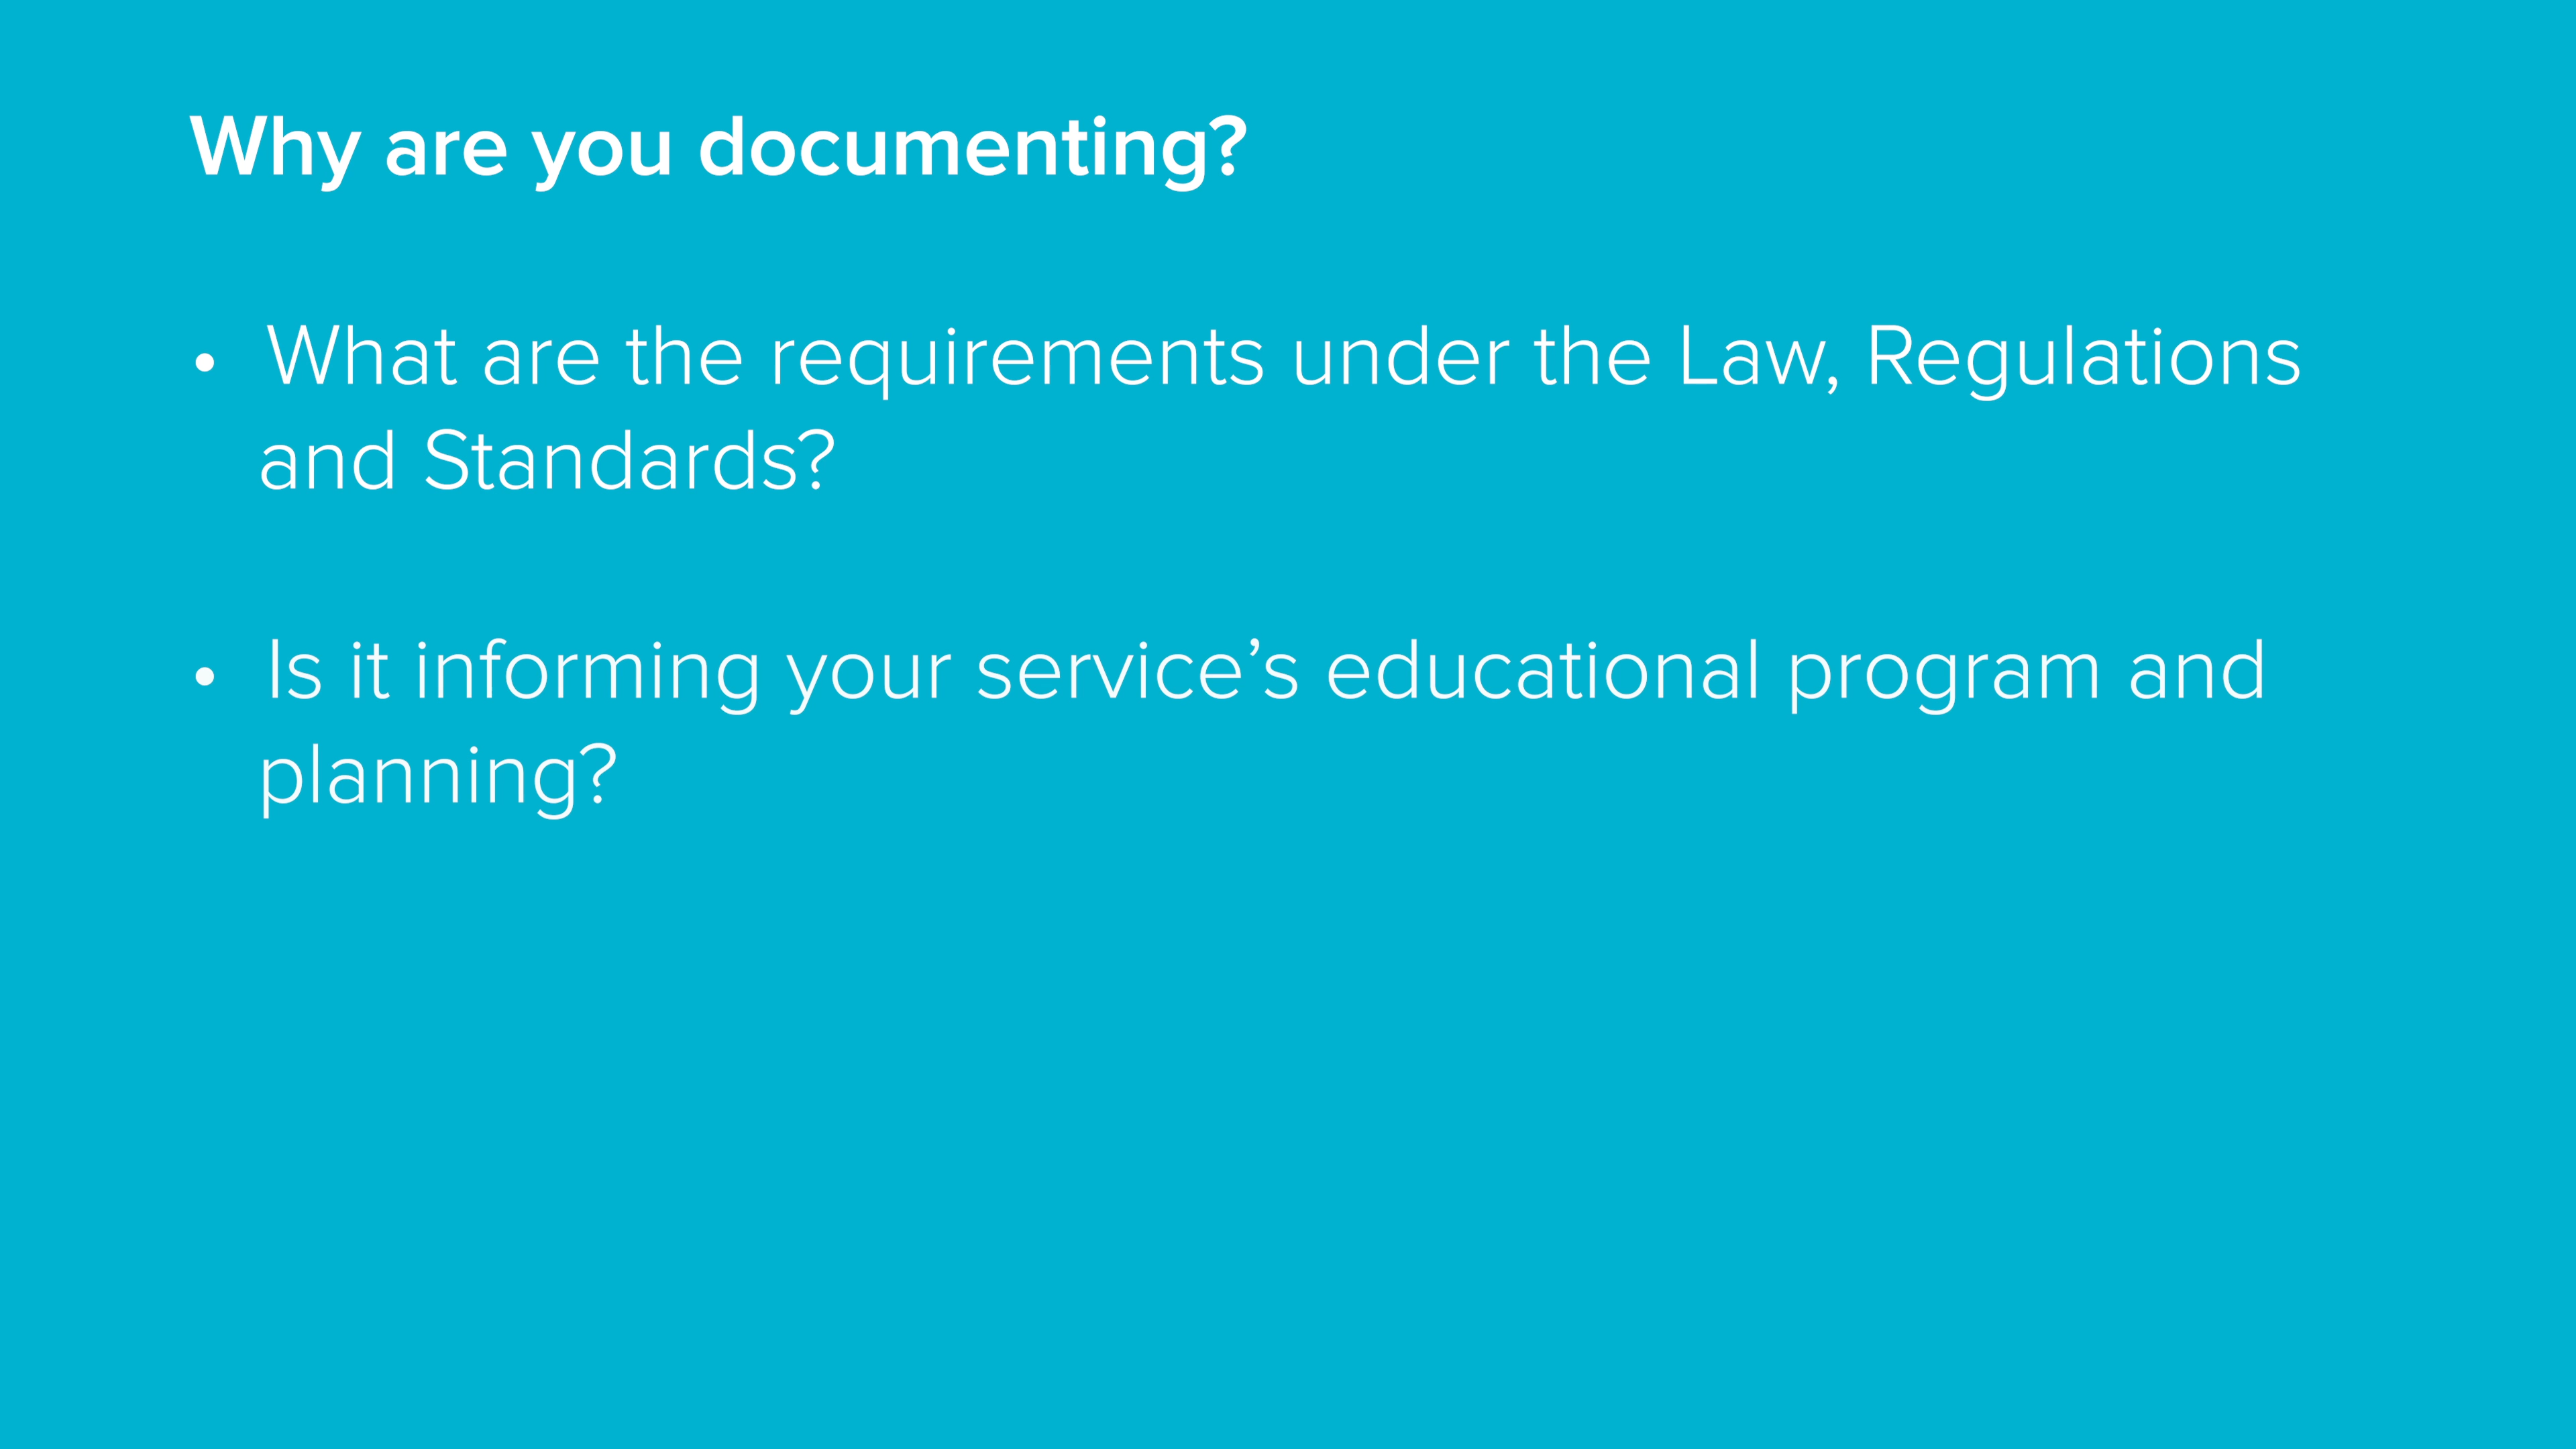 Why are you documenting?
• What are the requirements under the Law, Regulations
and Standards?
• Is it informing your service’s educational program and
planning?